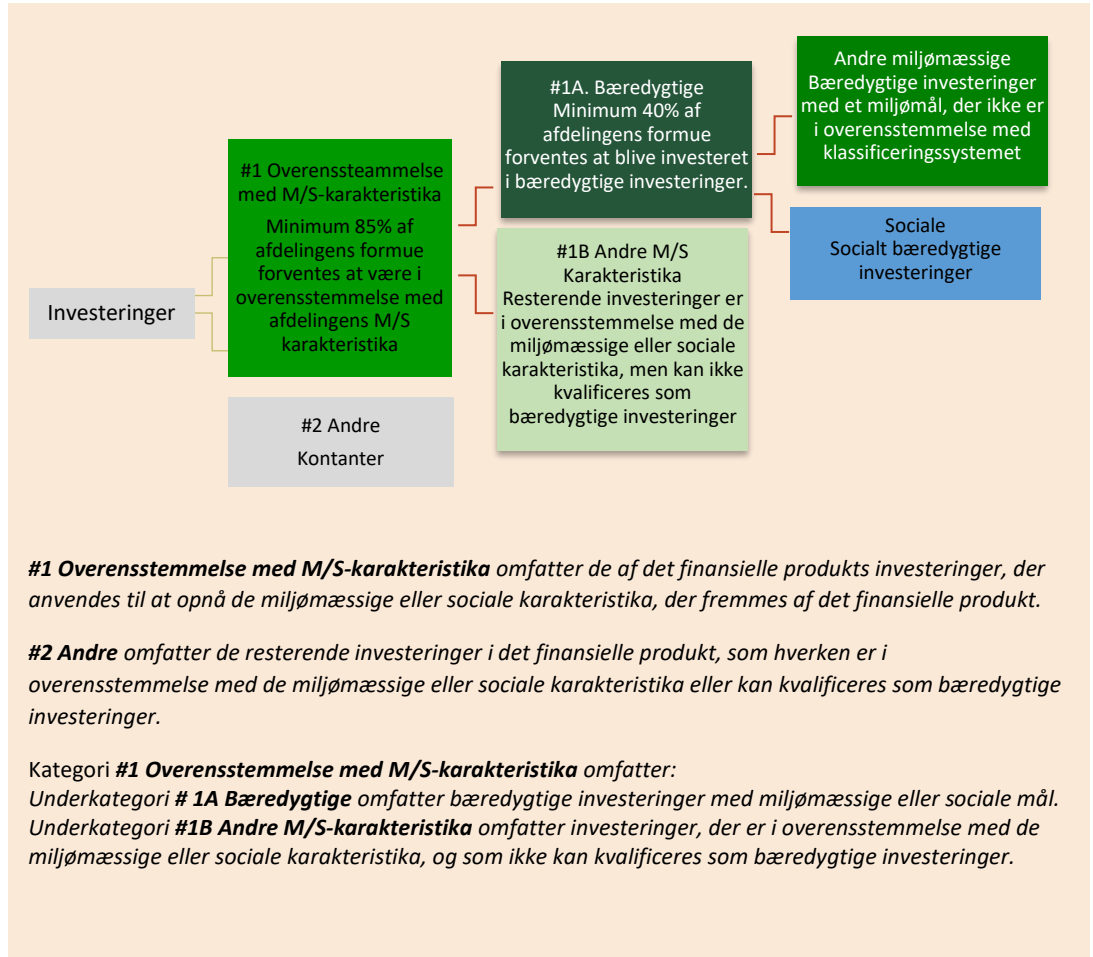 Investeringer
#1 Overenssteammelse
med M/S-karakteristika
Minimum 85% af
afdelingens formue
forventes at være i
overensstemmelse med
afdelingens M/S
karakteristika
#2 Andre
Kontanter
#1A. Bæredygtige
Minimum 40% af
afdelingens formue
forventes at blive investeret
i bæredygtige investeringer.
#1B Andre M/S
Karakteristika
Resterende investeringer er
i overensstemmelse med de
miljømæssige eller sociale
karakteristika, men kan ikke
kvalificeres som
bæredygtige investeringer
Andre miljømæssige
Bæredygtige investeringer
med et miljømål, der ikke er
i overensstemmelse med
klassificeringssystemet
Sociale
Socialt bæredygtige
investeringer
#1 Overensstemmelse med M/S-karakteristika omfatter de af det finansielle produkts investeringer, der
anvendes til at opnå de miljømæssige eller sociale karakteristika, der fremmes af det finansielle produkt.
#2 Andre omfatter de resterende investeringer i det finansielle produkt, som hverken er i
overensstemmelse med de miljømæssige eller sociale karakteristika eller kan kvalificeres som bæredygtige
investeringer.
Kategori #1 Overensstemmelse med M/S-karakteristika omfatter:
Underkategori # 1A Bæredygtige omfatter bæredygtige investeringer med miljømæssige eller sociale mål.
Underkategori #1B Andre M/S-karakteristika omfatter investeringer, der er i overensstemmelse med de
miljømæssige eller sociale karakteristika, og som ikke kan kvalificeres som bæredygtige investeringer.